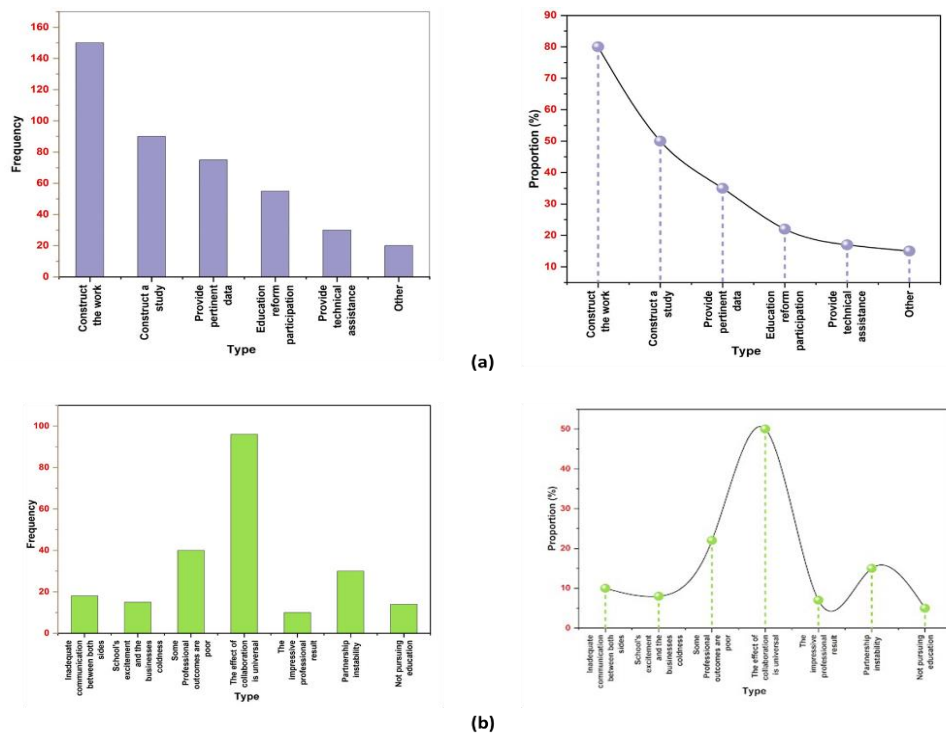 160
140
120
100
80
60
40
20
0
Frequency
Construct
the work
Construct a
study
Provide
pertinent
data
Education
reform
participation
Provide
technical
assistance
Other
Type
90
80
70
60
50
40
30
20
10
Proportion (%)
Construct
the work
Construct a
study
Provide
pertinent
data
Education
reform
participation
Provide
technical
assistance
Other
Type
(a)
100
80
60
40
20
0
Frequency
Inadequate
communication
between both
sides
School's
excitement
and the
businesses
coldness
Some
Professional
outcomes are
poor
The effect of
collaboration
is universal
The
impressive
professional
result
Partnership
instability
Not pursuing
education
Type
50
40
30
20
10
0
Proportion (%)
Inadequate
communication
between both
sides
School's
excitement
and the
businesses
coldness
Some
Professional
outcomes are
poor
The effect of
collaboration
is universal
The
impressive
professional
result
Partnership
instability
Not pursuing
education
Type
(b)